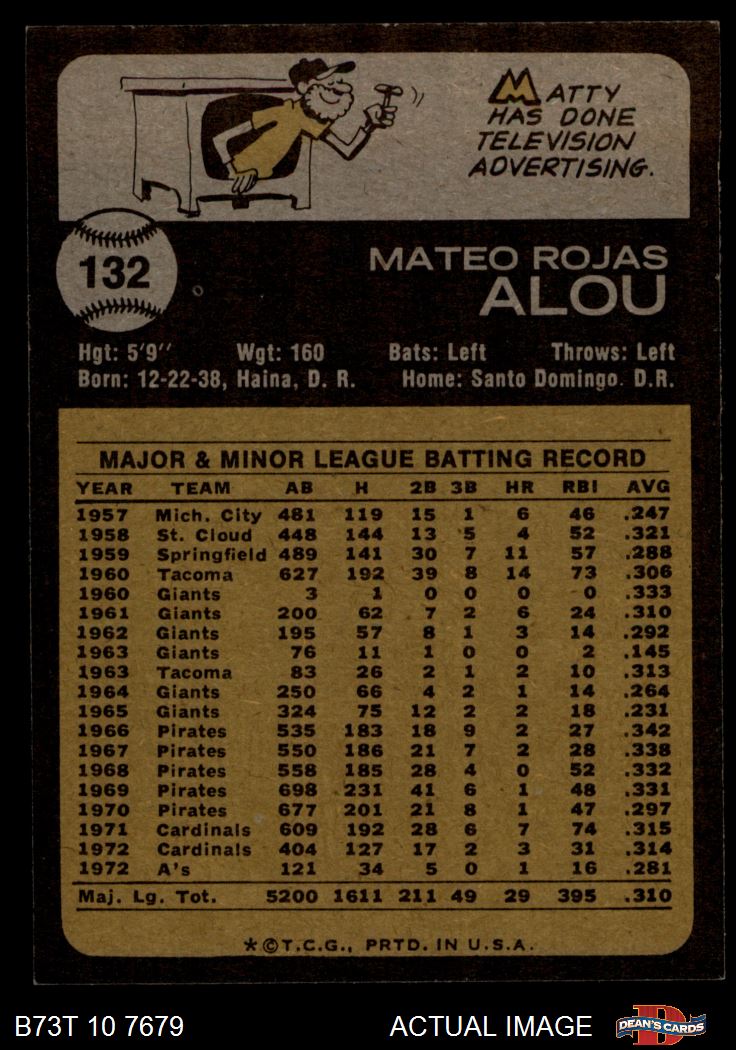 MATTY
HAS DONE
TELEVISION
ADVERTISING.
132
MATEO ROJAS
ALOU
Hgt: 5'9'' Wgt: 160 Bats: Left Throws: Left
Born: 12-22-38, Haina, D. R. Home: Santo Domingo. D.R.
MAJOR & MINOR LEAGUE BATTING RECORD
YEAR TEAM AB H 2B 3B HR RBI AVG
1957 Mich. City 481 119 15 1 6 46 .247
1958 St. Cloud 448 144 13 5 4 52 .321
1959 Springfield 489 141 30 7 11 57 .288
1960 Tacoma 627 192 39 8 14 73 .306
1960 Giants 3 1 0 0 0 0 .333
1961 Giants 200 62 7 2 6 24 .310
1962 Giants 195 57 8 1 3 14 .292
1963 Giants 76 11 1 0 0 2 .145
1963 Tacoma 83 26 2 1 2 10 .313
1964 Giants 250 66 4 2 1 14 .264
1965 Giants 324 75 12 2 2 18 .231
1966 Pirates 535 183 18 9 2 27 .342
1967 Pirates 550 186 21 7 2 28 .338
1968 Pirates 558 185 28 4 0 52 .332
1969 Pirates 698 231 41 6 1 48 .331
1970 Pirates 677 201 21 8 1 47 .297
1971 Cardinals 609 192 28 6 7 74 .315
1972 Cardinals 404 127 17 2 3 31 .314
1972 A's 121 34 5 0 1 16 .281
Maj. Lg. Tot. 5200 1611 211 49 29 395 .310
*©T.C.G., PRTD. IN U.S.A.
B73T 10 7679 ACTUAL IMAGE D DEAN'S CARDS